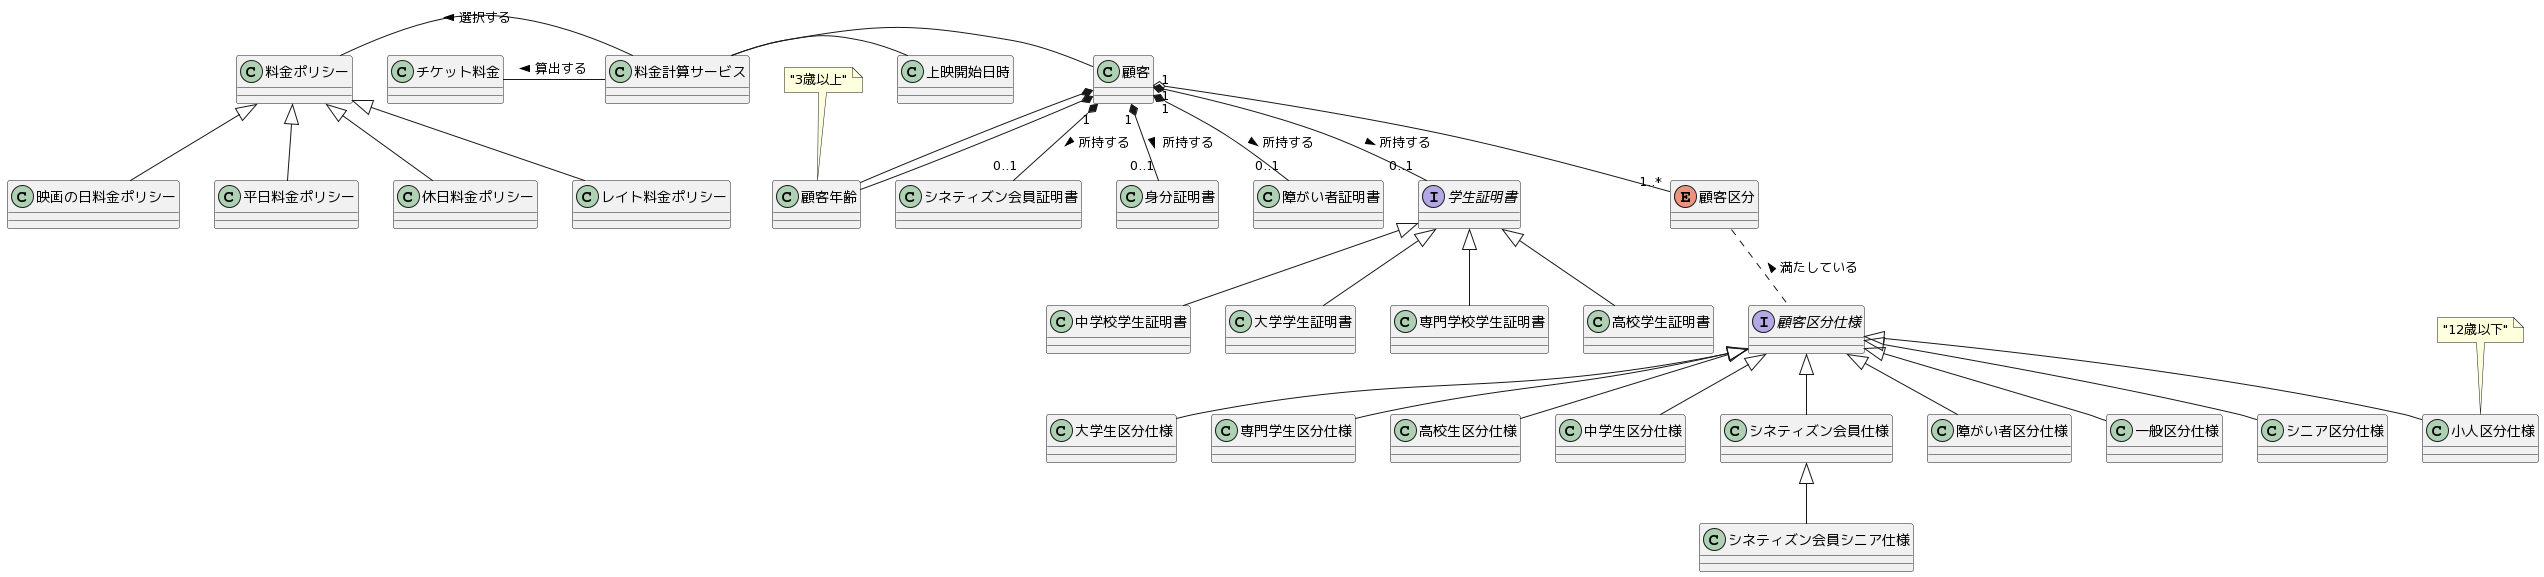 選択する
C 料金ポリシー
C チケット料金
算出する
C 料金計算サービス
"3歳以上"
C 上映開始日時
C 顧客
1
1
1
1
1
所持する
所持する
所持する
所持する
0..1
0..1
0..1
0..1
1..*
C 映画の日料金ポリシー
C 平日料金ポリシー
C 休日料金ポリシー
C レイト料金ポリシー
C 顧客年齢
C シネティズン会員証明書
C 身分証明書
C 障がい者証明書
I 学生証明書
E 顧客区分
満たしている
C 中学校学生証明書
C 大学学生証明書
C 専門学校学生証明書
C 高校学生証明書
I 顧客区分仕様
"12歳以下"
C 大学生区分仕様
C 専門学生区分仕様
C 高校生区分仕様
C 中学生区分仕様
C シネティズン会員仕様
C 障がい者区分仕様
C 一般区分仕様
C シニア区分仕様
C 小人区分仕様
C シネティズン会員シニア仕様